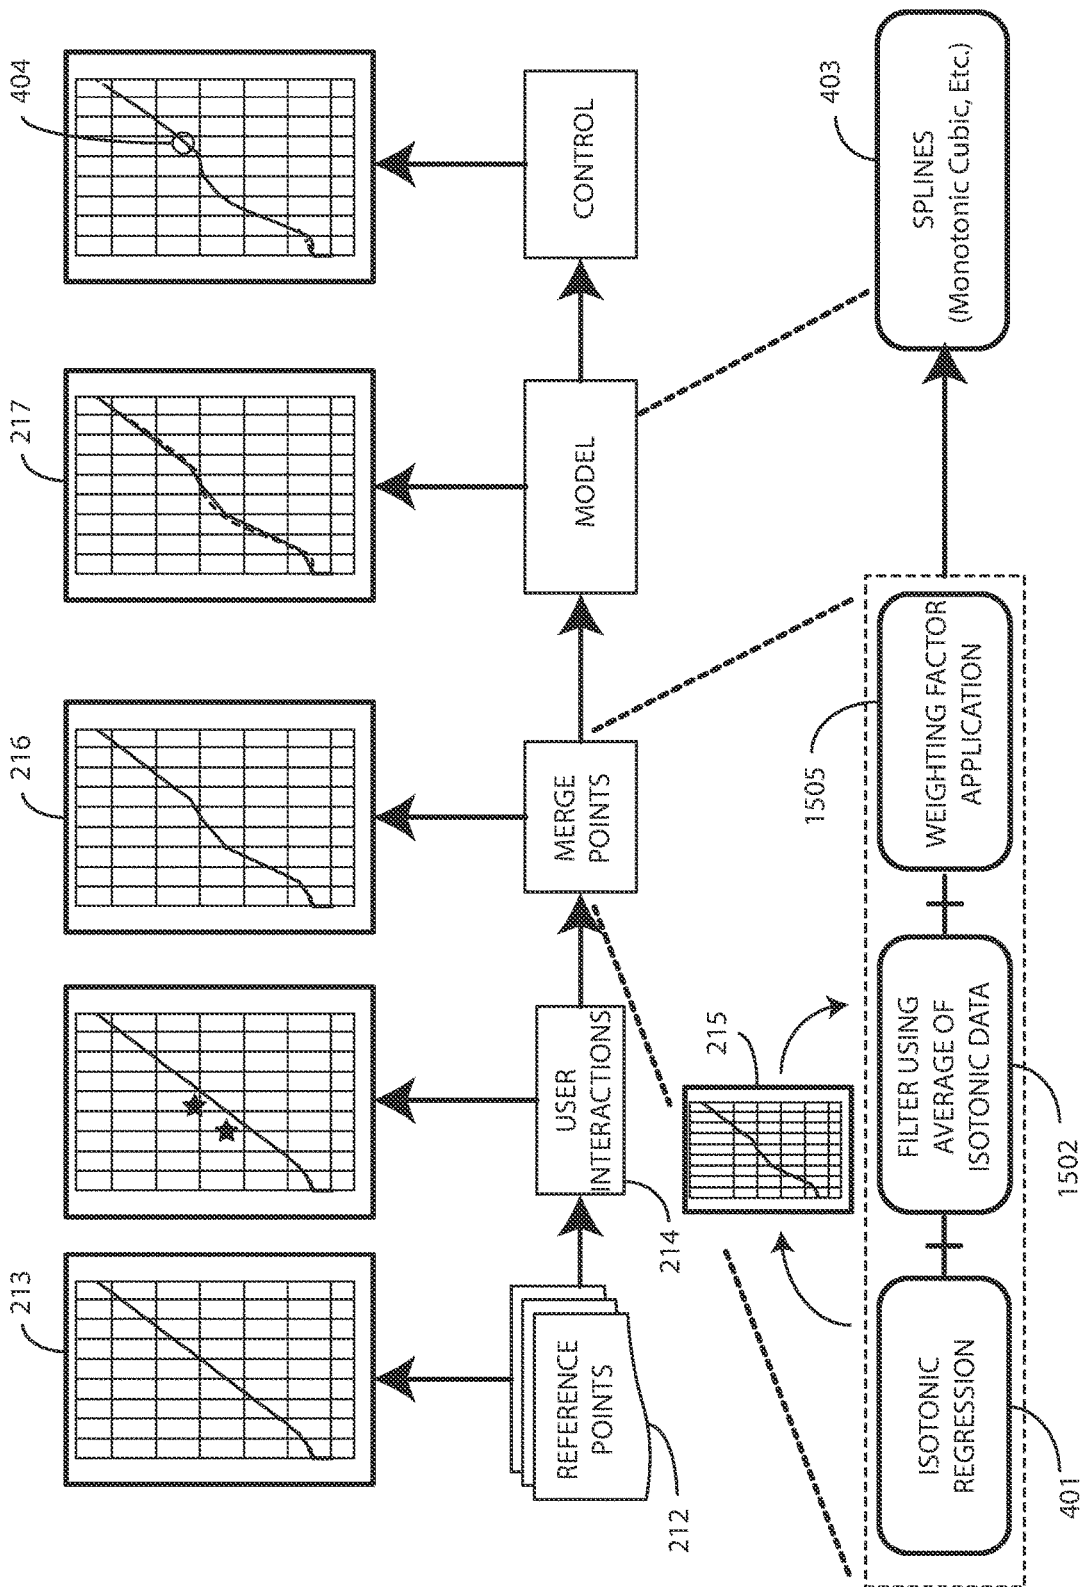 213
216
217
404
REFERENCE
POINTS
212
USER
INTERACTIONS
214
MERGE
POINTS
MODEL
CONTROL
215
ISOTONIC
REGRESSION
401
FILTER USING
AVERAGE OF
ISOTONIC DATA
1502
WEIGHTING FACTOR
APPLICATION
1505
SPLINES
(Monotonic Cubic, Etc.)
403